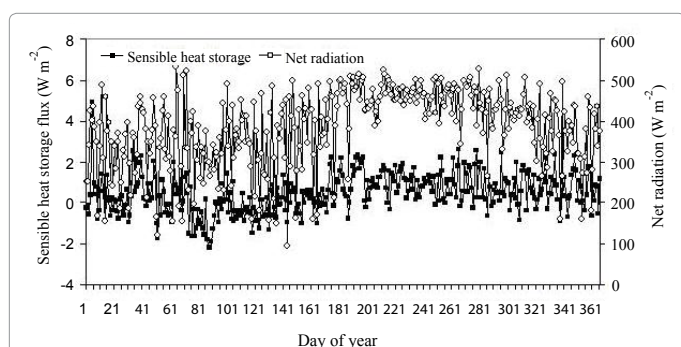 8 600
Sensible heat storage Net radiation
6 500
4 400
2 300
0 200
-2 100
-4 0
1 21 41 61 81 101 121 141 161 181 201 221 241 261 281 301 321 341 361
Day of year
Sensible heat storage flux (W m-2)
Net radiation (W m-2)